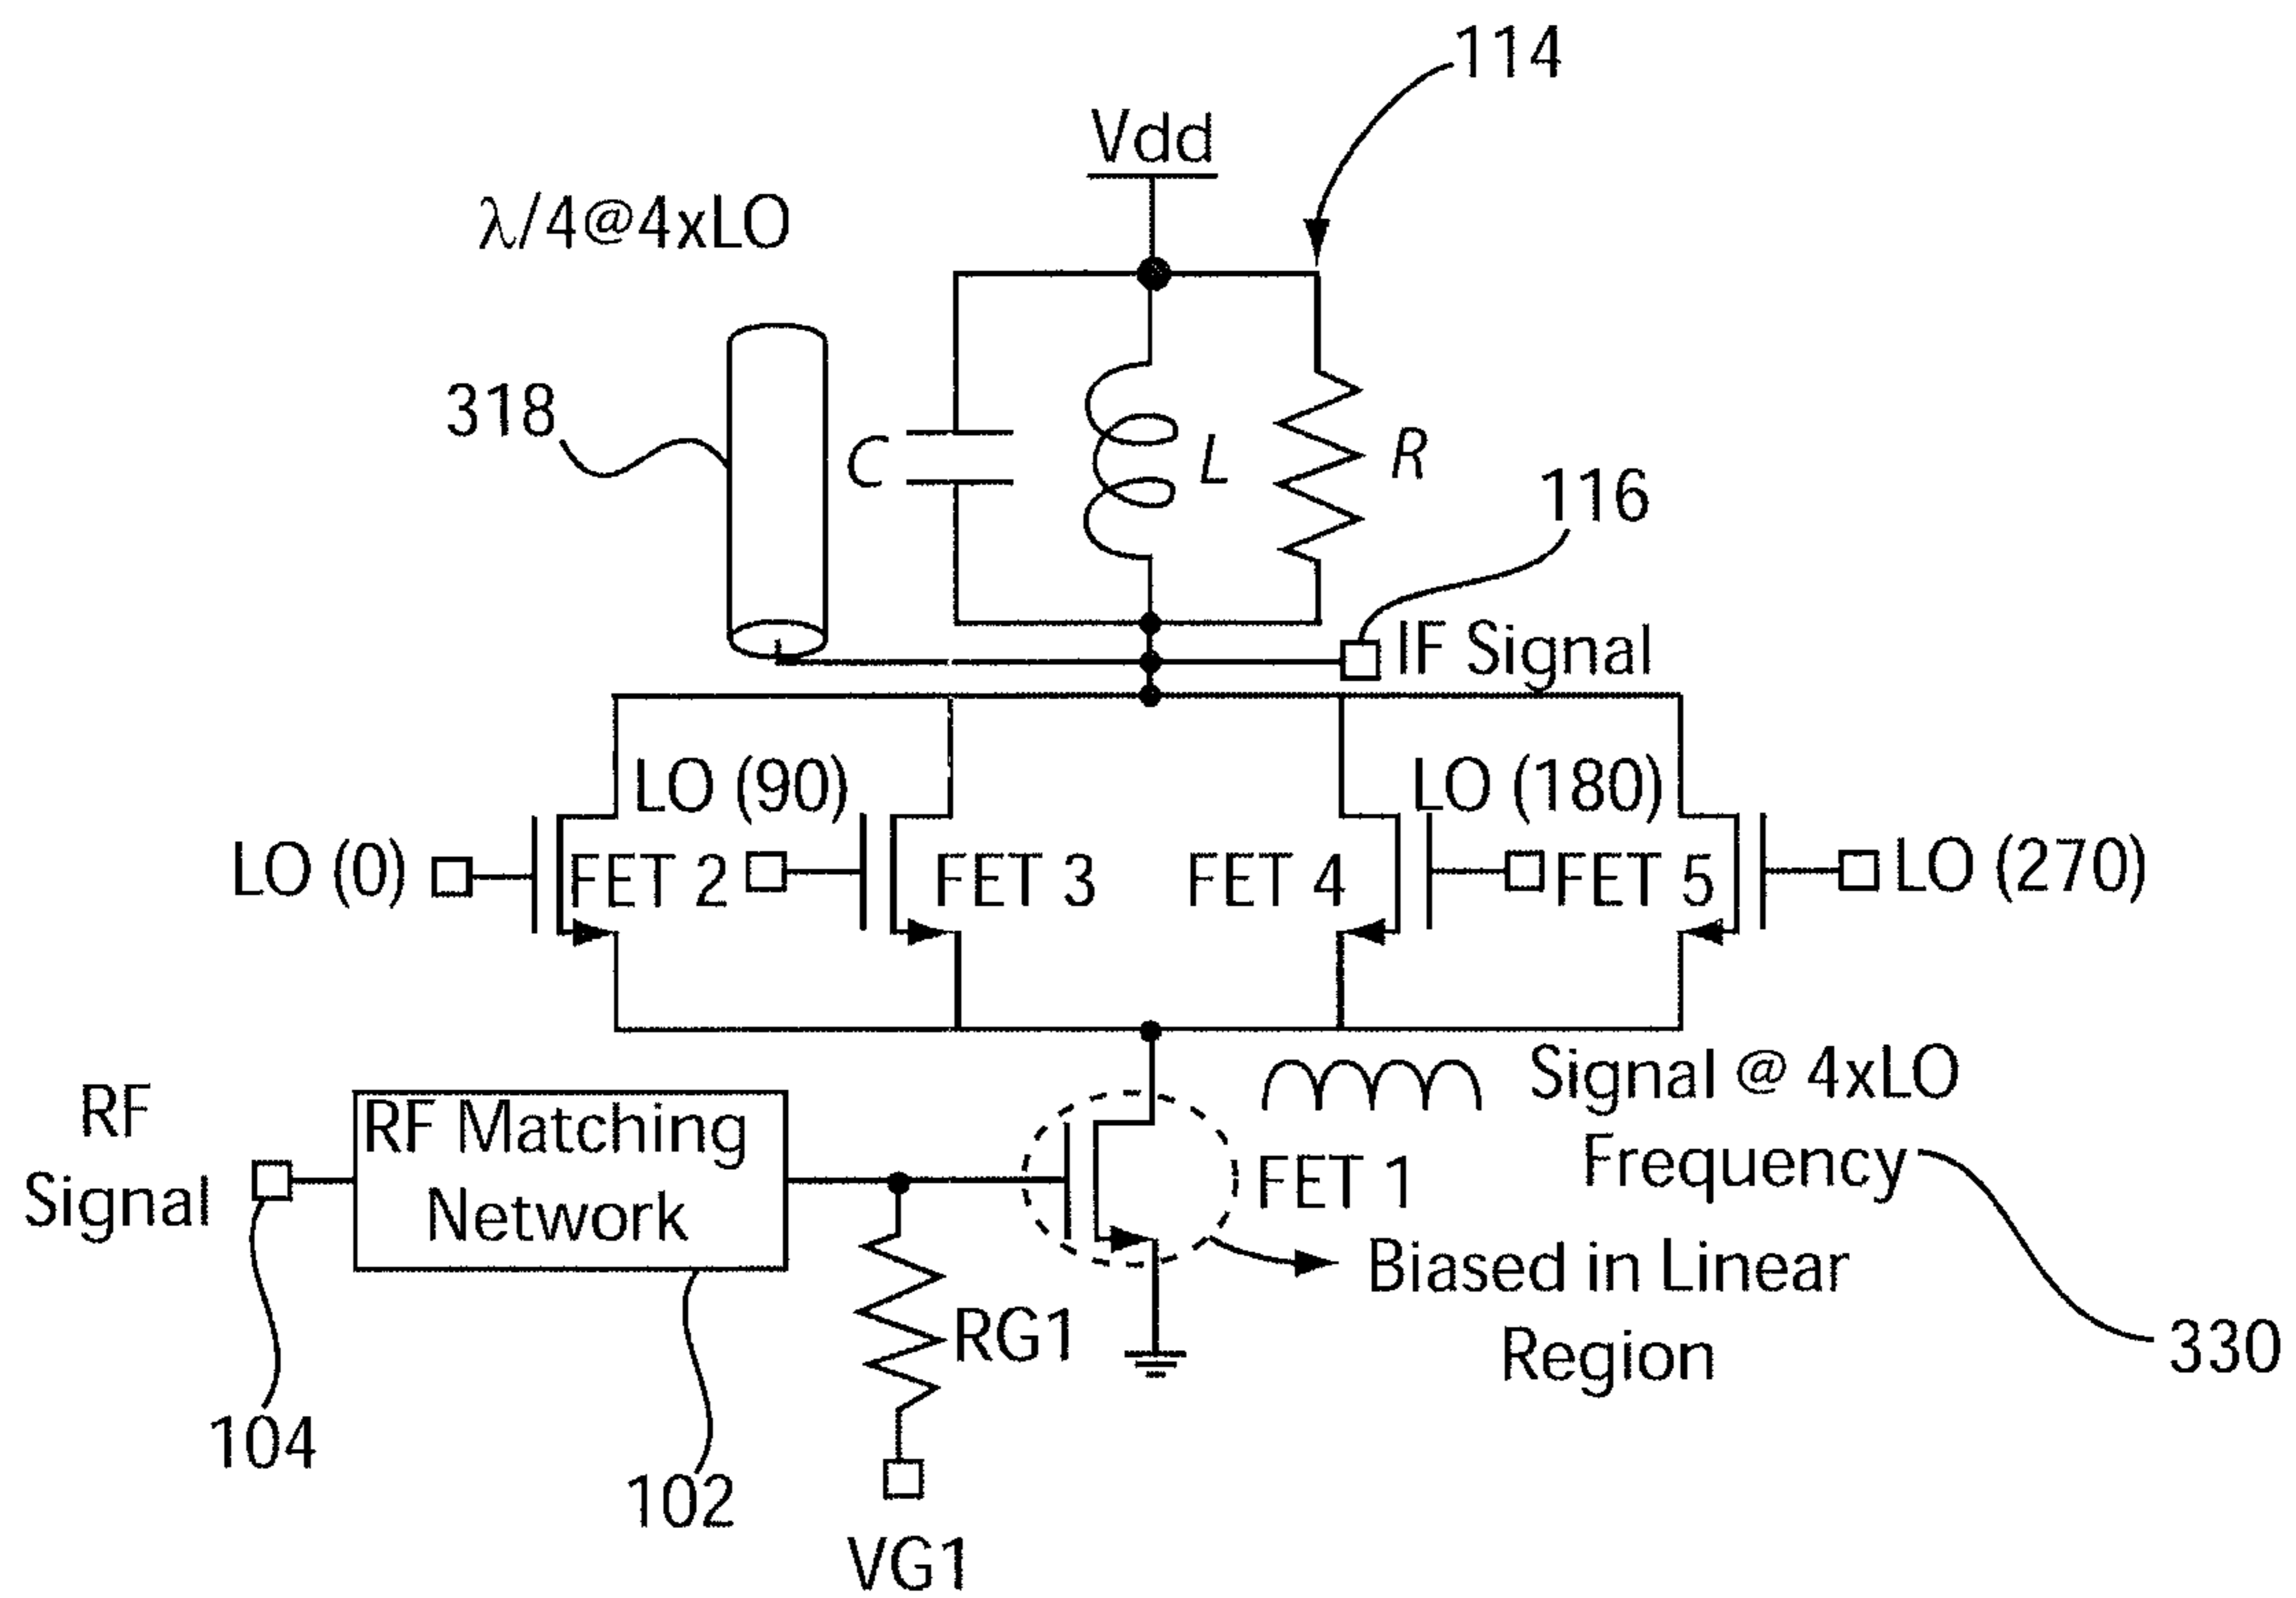 114
Vdd
λ/4@4xLO
318
C
L
R
116
IF Signal
LO (90)
LO (180)
LO (0)
FET 2
FET 3
FET 4
FET 5
LO (270)
RF
Signal
RF Matching
Network
Signal @ 4xLO
Frequency
FET 1
Biased in Linear
Region
RG1
330
104
102
VG1